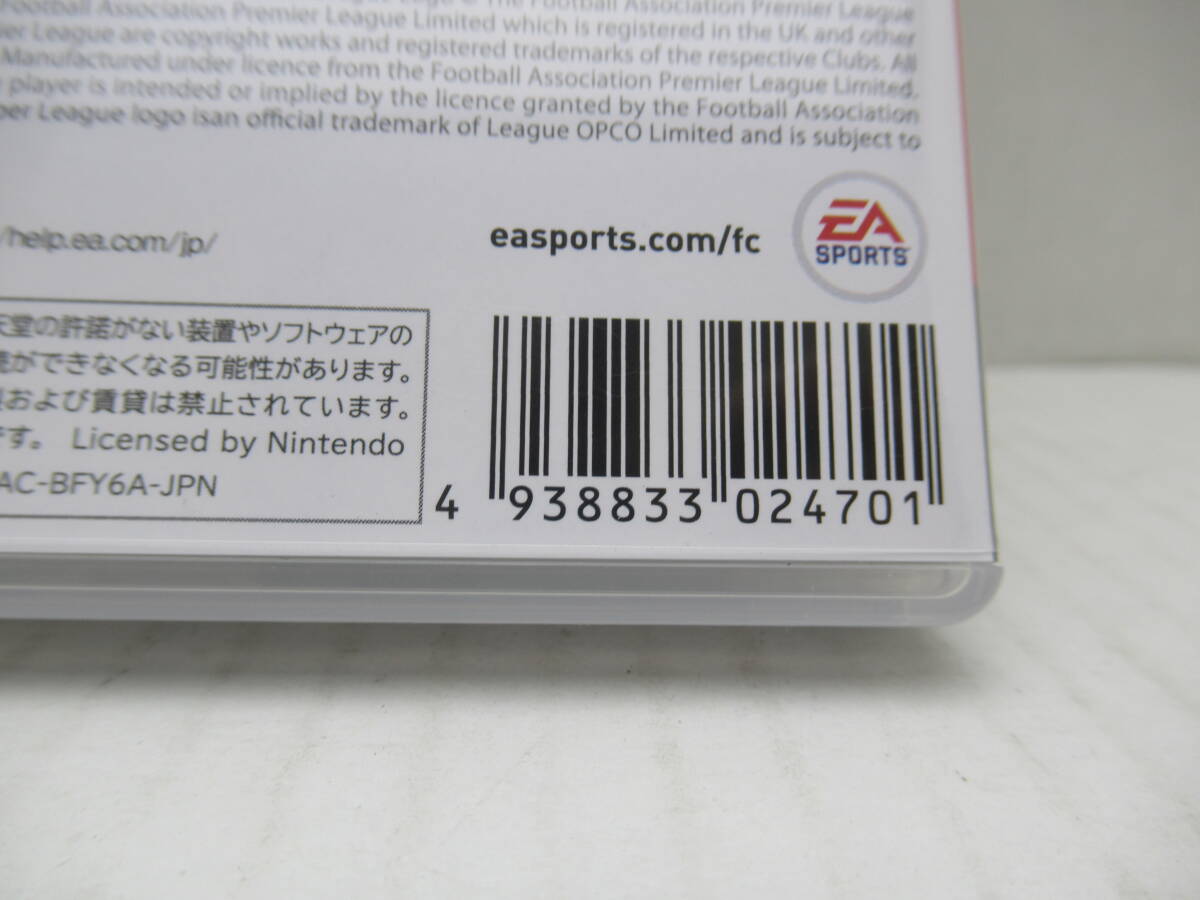 Football Association Premier League Limited which is registered in the UK and other
League are copyright works and registered trademarks of the respective Clubs. All
Manufactured under licence from the Football Association Premier League Limited.
player is intended or implied by the licence granted by the Football Association
League logo isan official trademark of League OPCO Limited and is subject to
/help.ea.com/jp/
easports.com/fc
EA
SPORTS
天堂の許諾がない装置やソフトウェアの
ができなくなる可能性があります。
および賃貸は禁止されています。
です。 Licensed by Nintendo
AC-BFY6A-JPN
4 938833 024701